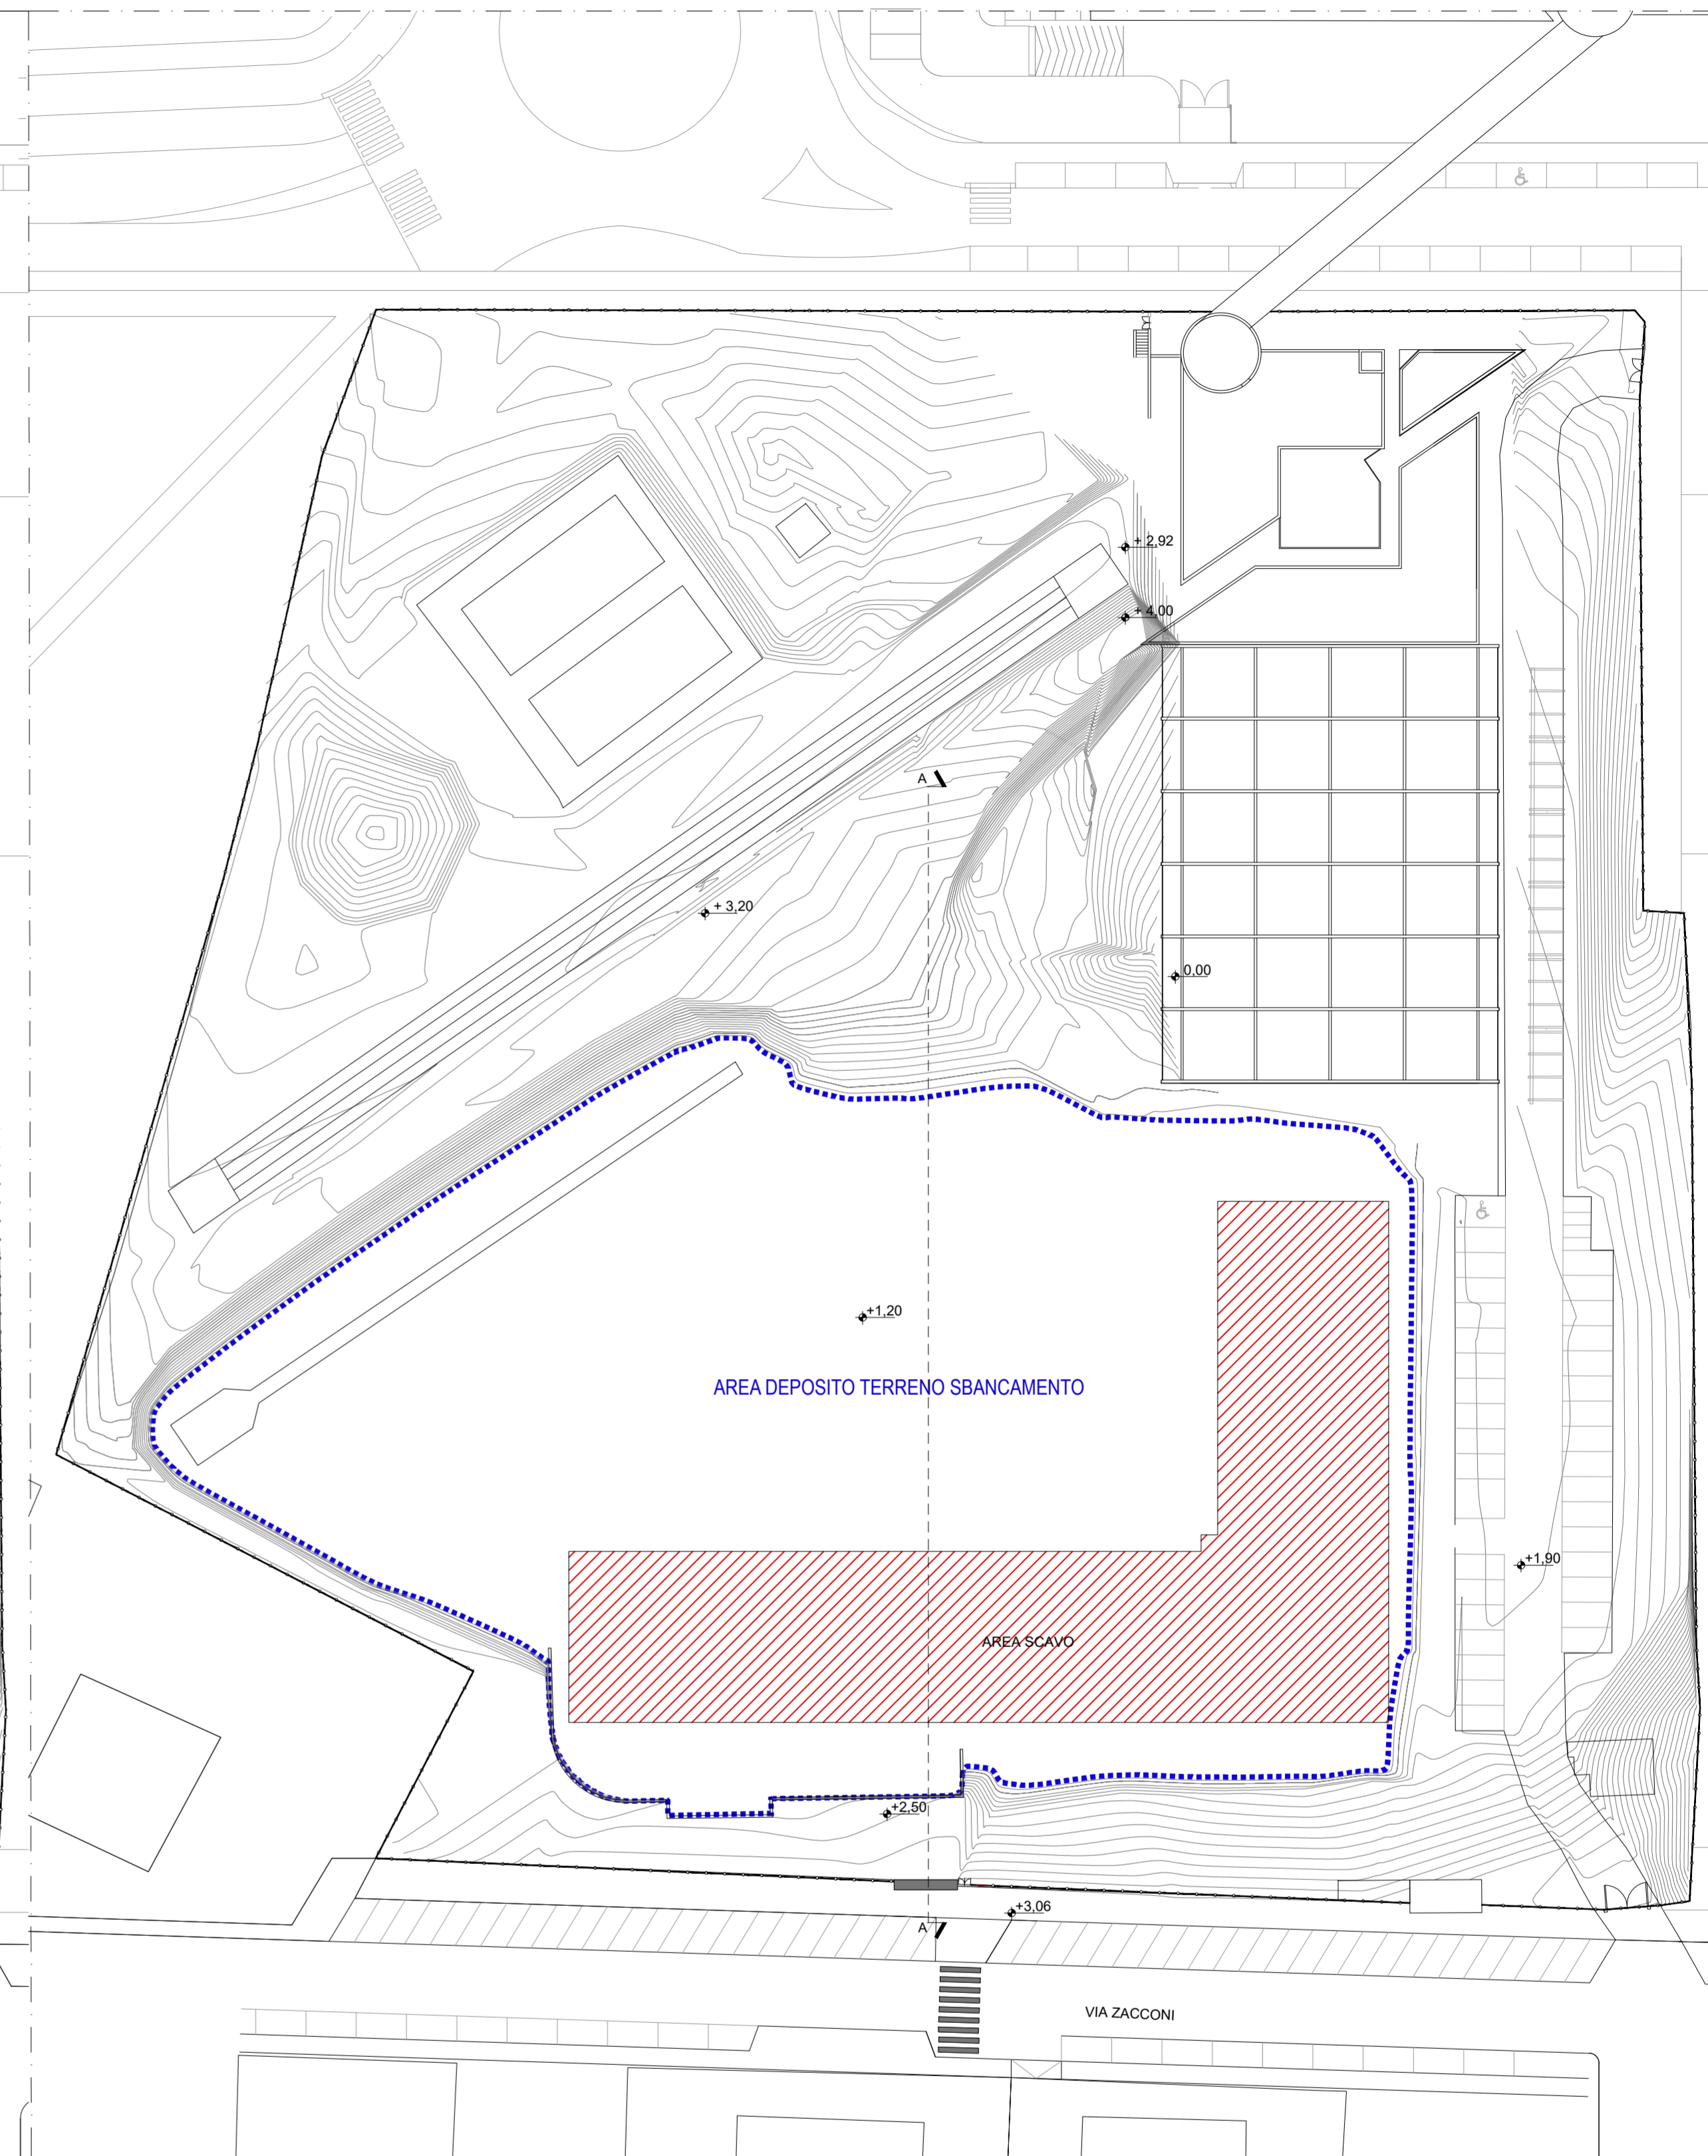 + 2,92
+ 4,00
A
+ 3,20
0,00
+1,20
AREA DEPOSITO TERRENO SBANCAMENTO
+1,90
AREA SCAVO
+2,50
+3,06
A
VIA ZACCONI